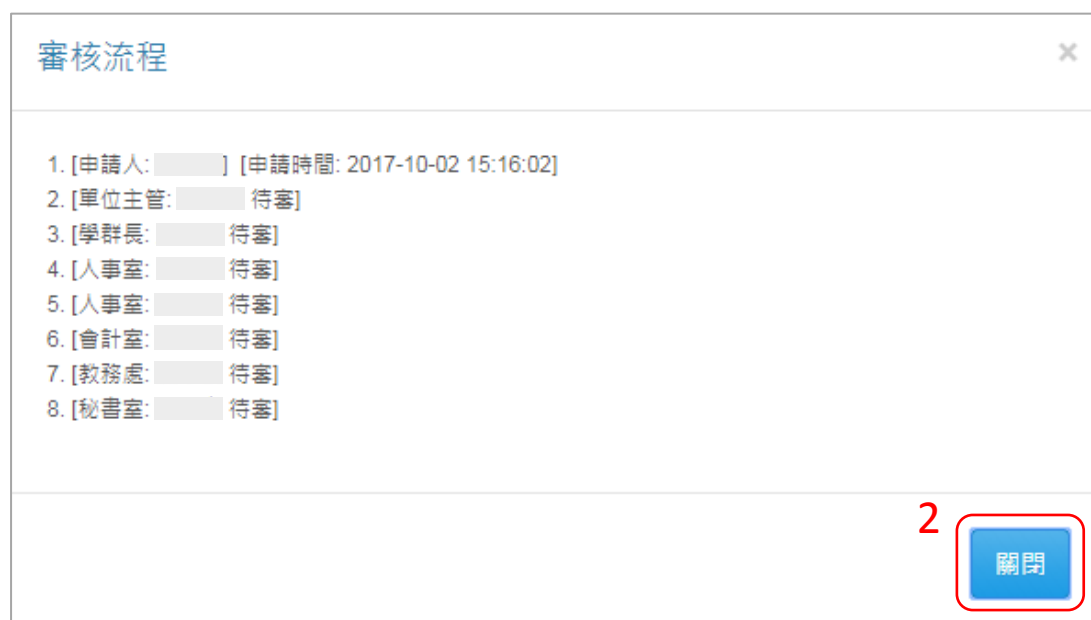 審核流程 ×
1. [申請人: ] [申請時間: 2017-10-02 15:16:02]
2. [單位主管: 待審]
3. [學群長: 待審]
4. [人事室: 待審]
5. [人事室: 待審]
6. [會計室: 待審]
7. [教務處: 待審]
8. [秘書室: 待審]
2
關閉